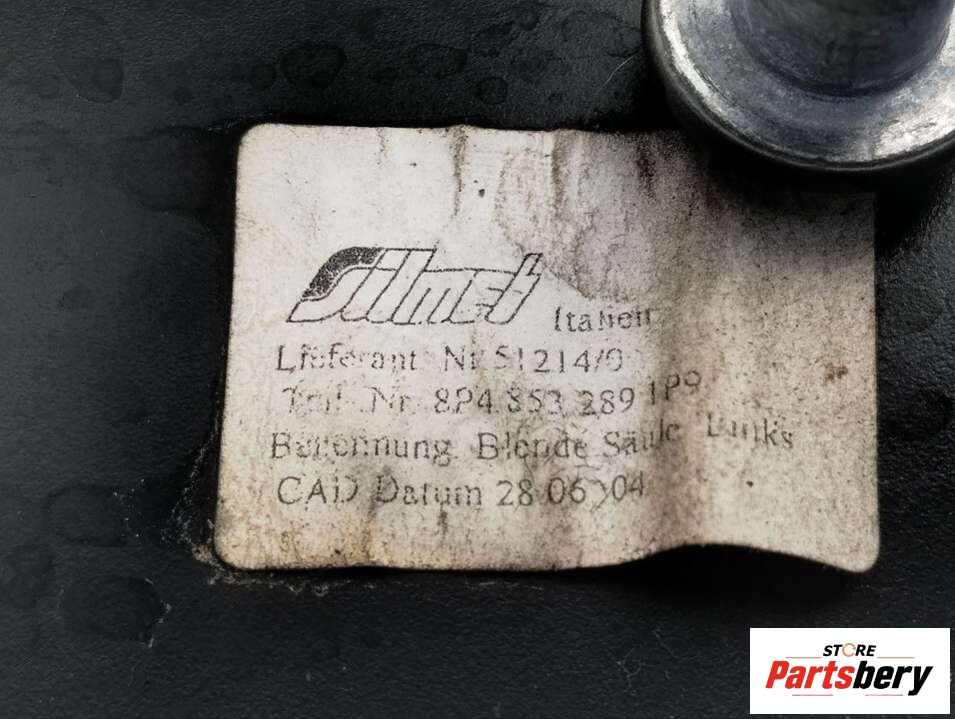 Silmet Italien
Lieferant Nr 51214/0
Teil. Nr. 8P4 853 289 1P9
Benennung. Blende Säule Links
CAD Datum 28 06 04
STORE
Partsbery